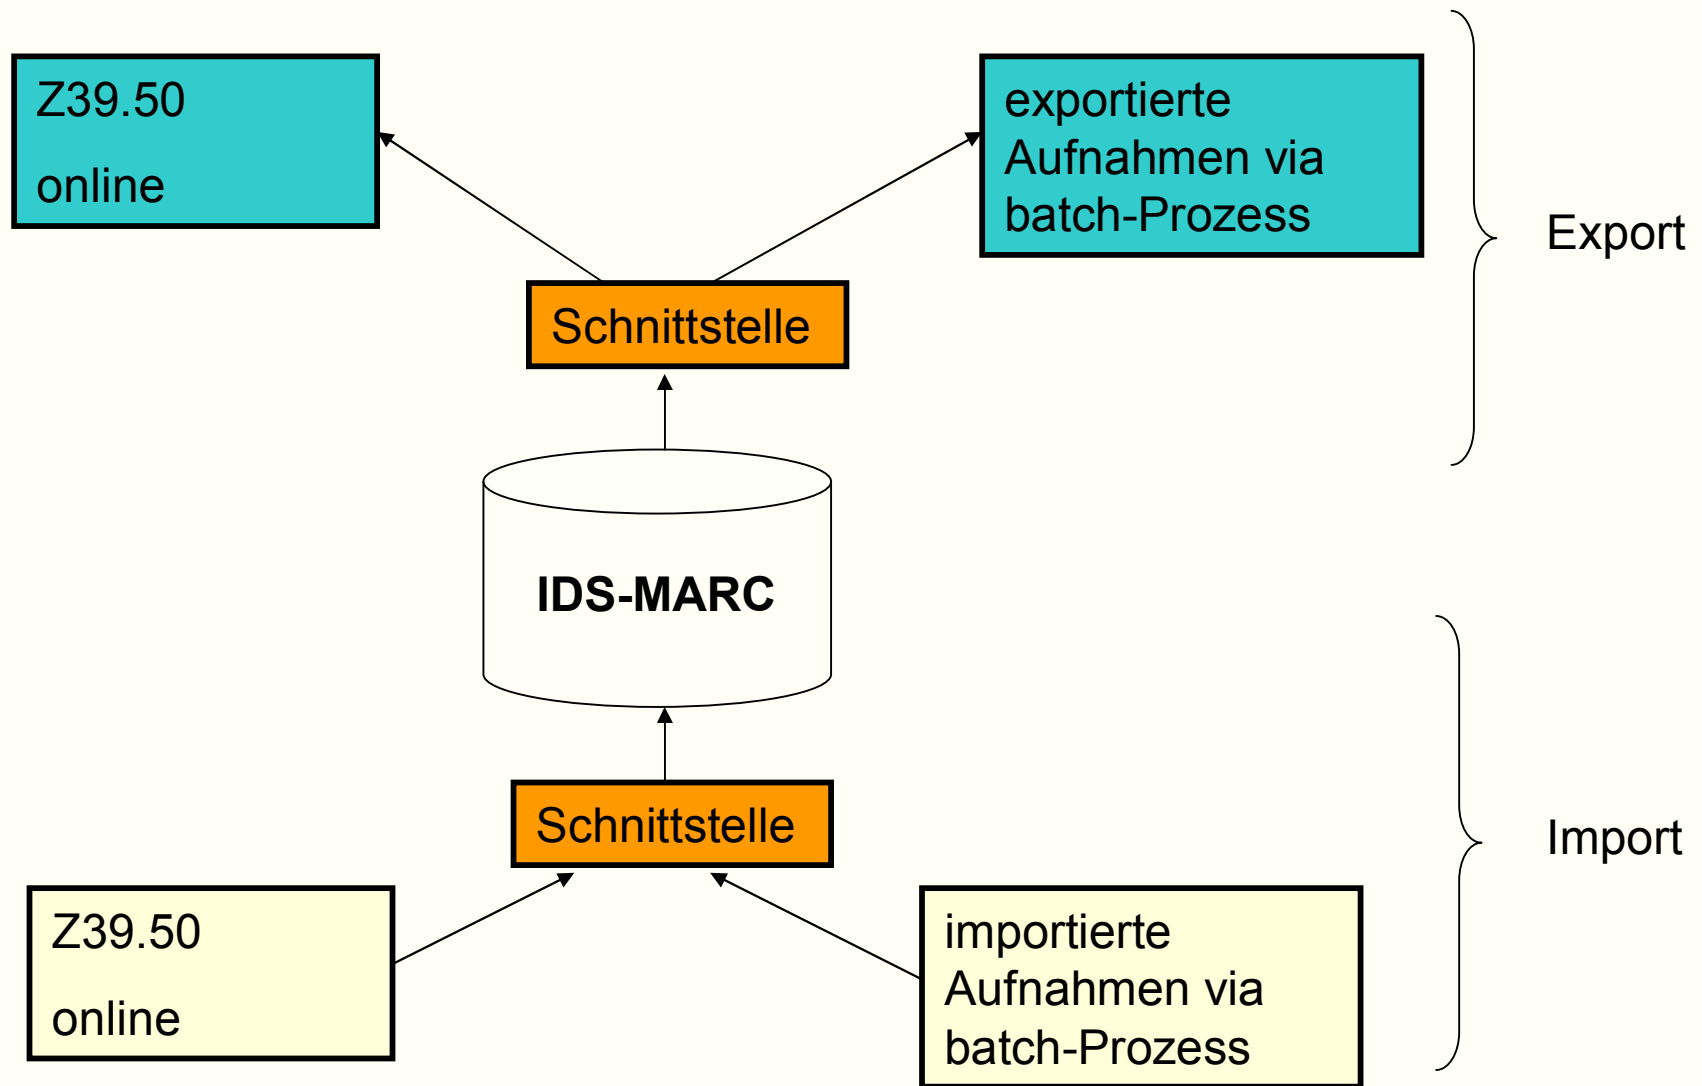 Z39.50
online
exportierte
Aufnahmen via
batch-Prozess
Export
Schnittstelle
IDS-MARC
Schnittstelle
Import
Z39.50
online
importierte
Aufnahmen via
batch-Prozess